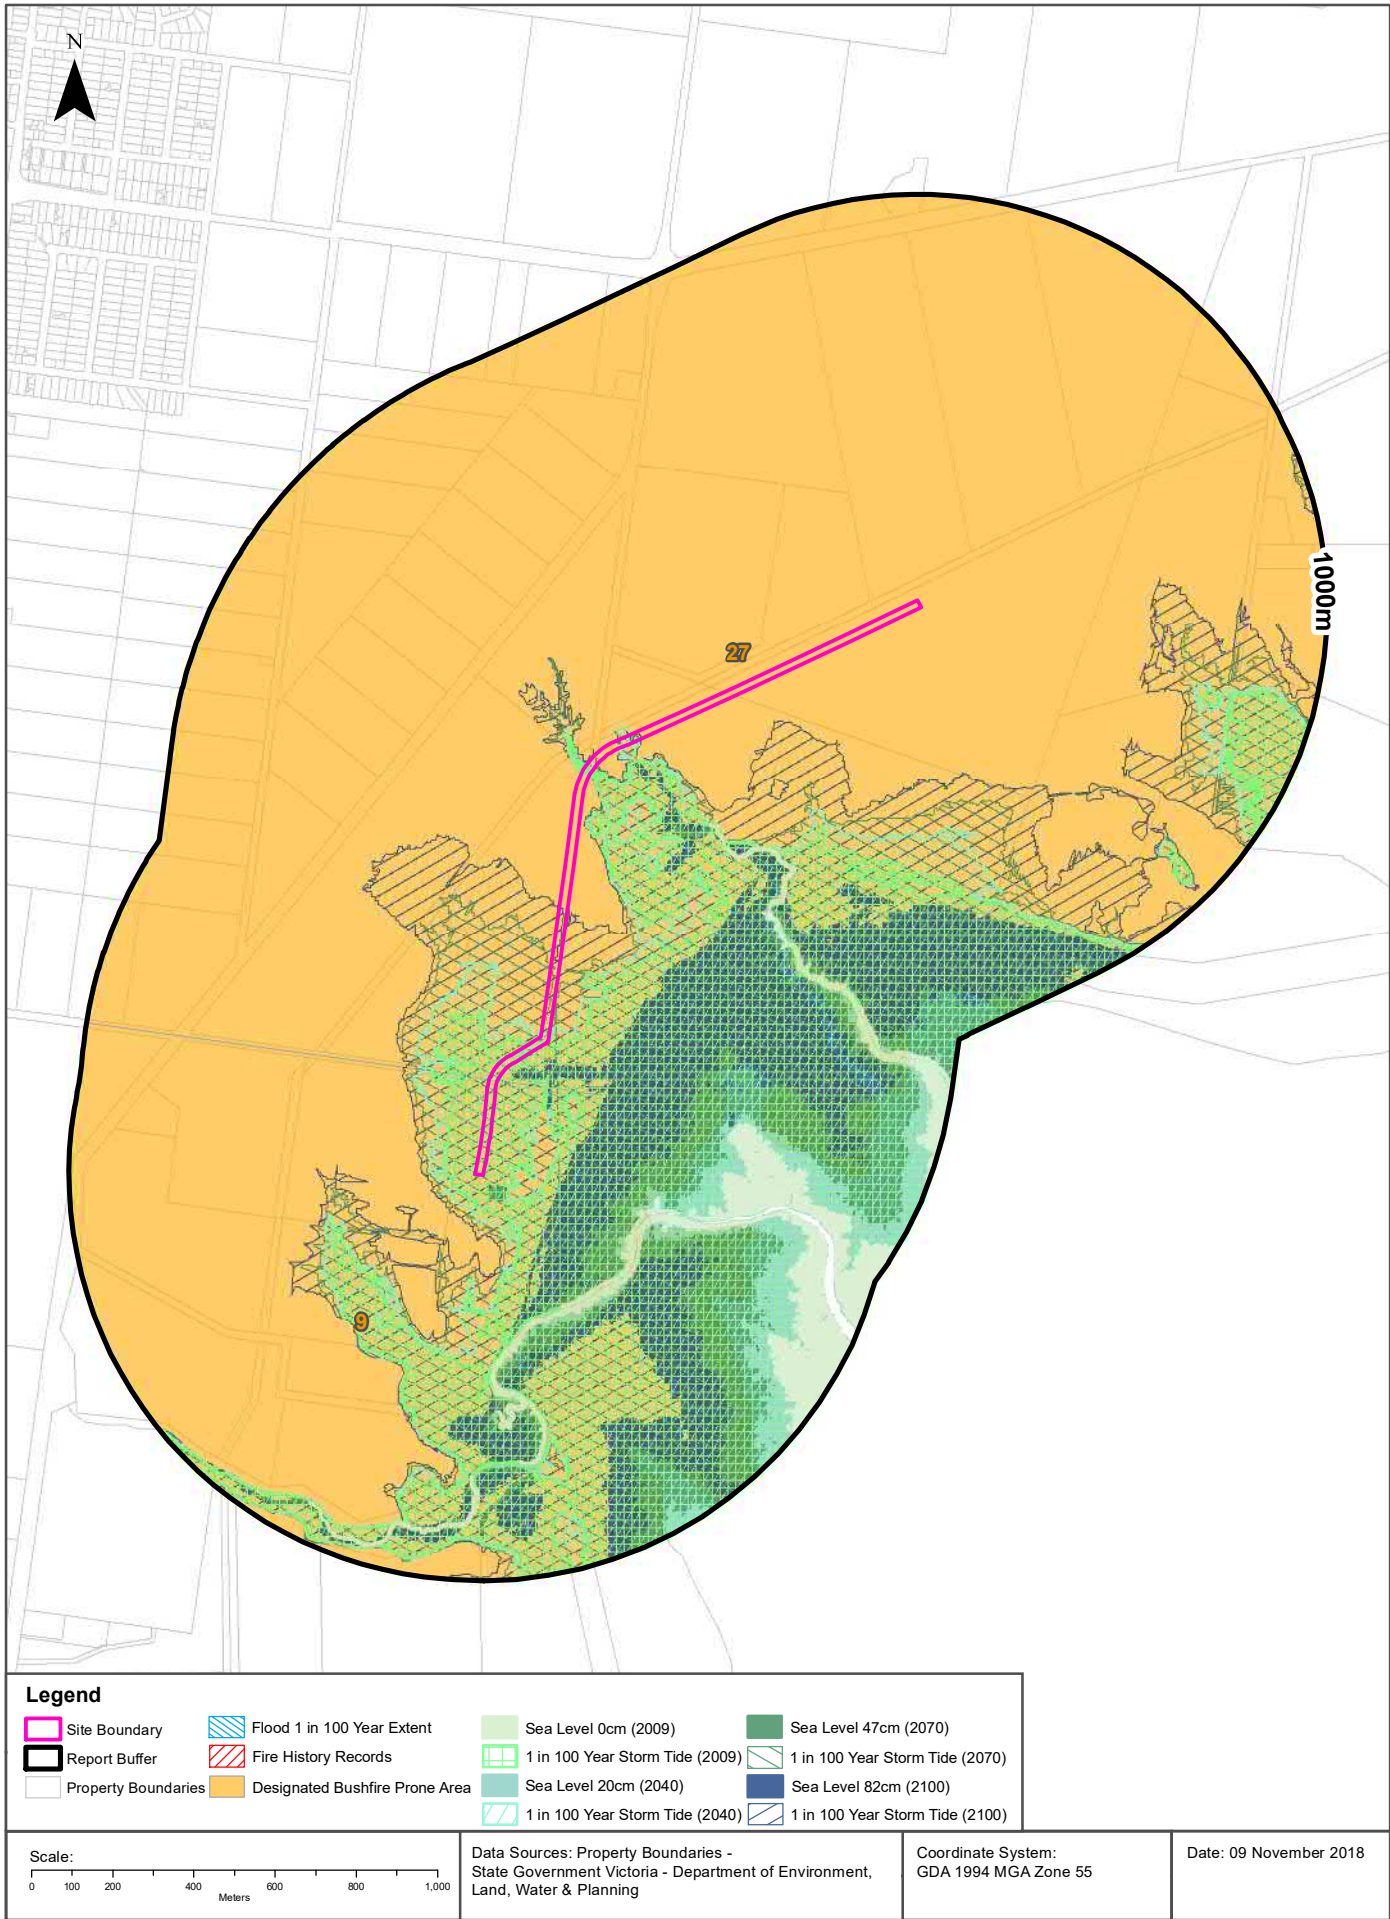 N
1000m
27
9
Legend
Site Boundary
Report Buffer
Property Boundaries
Flood 1 in 100 Year Extent
Fire History Records
Designated Bushfire Prone Area
Sea Level 0cm (2009)
1 in 100 Year Storm Tide (2009)
Sea Level 20cm (2040)
1 in 100 Year Storm Tide (2040)
Sea Level 47cm (2070)
1 in 100 Year Storm Tide (2070)
Sea Level 82cm (2100)
1 in 100 Year Storm Tide (2100)
Scale:
0 100 200 400 600 800 1,000
Meters
Data Sources: Property Boundaries -
State Government Victoria - Department of Environment,
Land, Water & Planning
Coordinate System:
GDA 1994 MGA Zone 55
Date: 09 November 2018